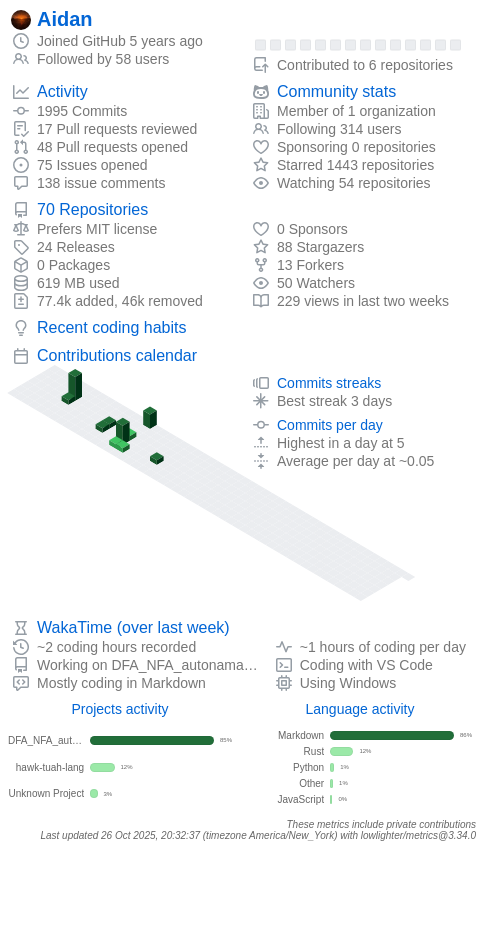 Aidan
Joined GitHub 5 years ago
Followed by 58 users
Contributed to 6 repositories
Activity
1995 Commits
17 Pull requests reviewed
48 Pull requests opened
75 Issues opened
138 issue comments
Community stats
Member of 1 organization
Following 314 users
Sponsoring 0 repositories
Starred 1443 repositories
Watching 54 repositories
70 Repositories
Prefers MIT license
24 Releases
0 Packages
619 MB used
77.4k added, 46k removed
0 Sponsors
88 Stargazers
13 Forkers
50 Watchers
229 views in last two weeks
Recent coding habits
Contributions calendar
Commits streaks
Best streak 3 days
Commits per day
Highest in a day at 5
Average per day at ~0.05
WakaTime (over last week)
~2 coding hours recorded
Working on DFA_NFA_autonama…
Mostly coding in Markdown
~1 hours of coding per day
Coding with VS Code
Using Windows
Projects activity
DFA_NFA_aut… 85%
hawk-tuah-lang 12%
Unknown Project 3%
Language activity
Markdown 86%
Rust 12%
Python 1%
Other 1%
JavaScript 0%
These metrics include private contributions
Last updated 26 Oct 2025, 20:32:37 (timezone America/New_York) with lowlighter/metrics@3.34.0